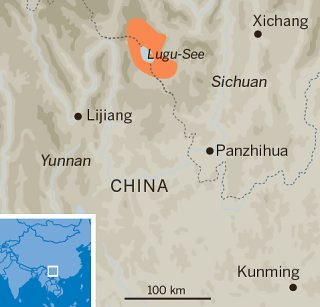 Xichang
Lugu-See
Sichuan
Lijiang
Panzhihua
Yunnan
CHINA
Kunming
100 km